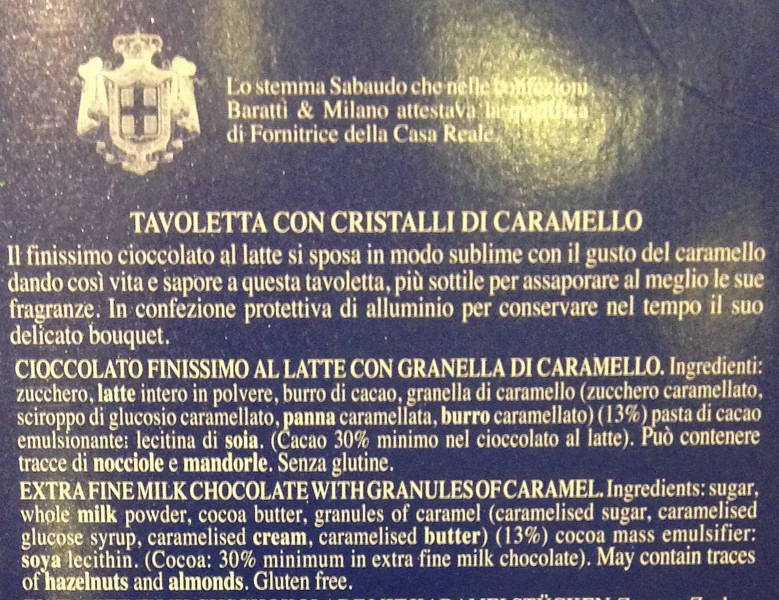 Lo stemma Sabaudo che nelle confezioni
Baratti & Milano attestava la qualifica
di Fornitrice della Casa Reale.
TAVOLETTA CON CRISTALLI DI CARAMELLO
Il finissimo cioccolato al latte si sposa in modo sublime con il gusto del caramello
dando così vita e sapore a questa tavoletta, più sottile per assaporare al meglio le sue
fragranze. In confezione protettiva di alluminio per conservare nel tempo il suo
delicato bouquet.
CIOCCOLATO FINISSIMO AL LATTE CON GRANELLA DI CARAMELLO. Ingredienti:
zucchero, latte intero in polvere, burro di cacao, granella di caramello (zucchero caramellato,
sciroppo di glucosio caramellato, panna caramellata, burro caramellato) (13%) pasta di cacao
emulsionante: lecitina di soia. (Cacao 30% minimo nel cioccolato al latte). Può contenere
tracce di nocciole e mandorle. Senza glutine.
EXTRA FINE MILK CHOCOLATE WITH GRANULES OF CARAMEL. Ingredients: sugar,
whole milk powder, cocoa butter, granules of caramel (caramelised sugar, caramelised
glucose syrup, caramelised cream, caramelised butter) (13%) cocoa mass emulsifier:
soya lecithin. (Cocoa: 30% minimum in extra fine milk chocolate). May contain traces
of hazelnuts and almonds. Gluten free.